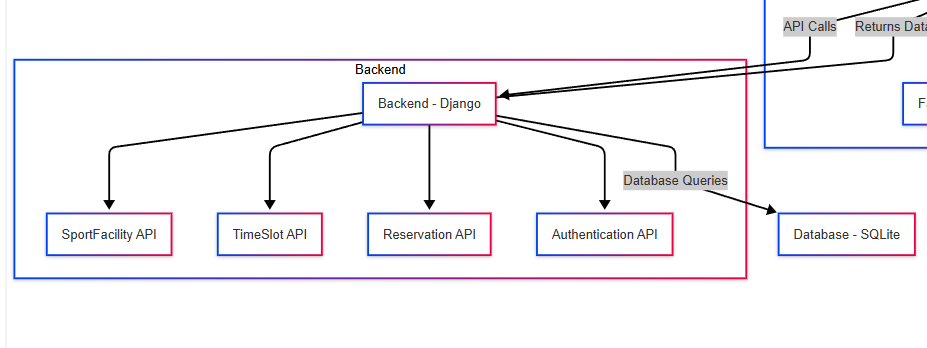 API Calls
Returns Data
Backend
Backend - Django
Database Queries
SportFacility API
TimeSlot API
Reservation API
Authentication API
Database - SQLite